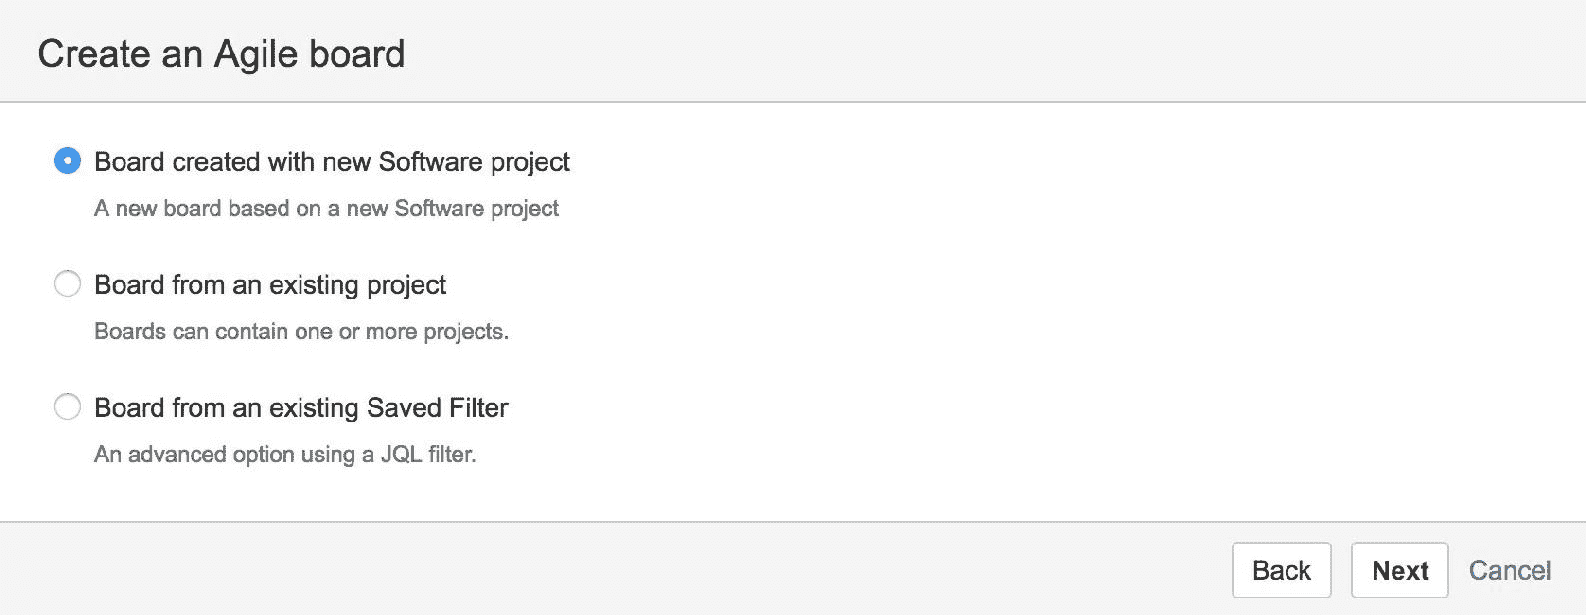 Create an Agile board
Board created with new Software project
A new board based on a new Software project
Board from an existing project
Boards can contain one or more projects.
Board from an existing Saved Filter
An advanced option using a JQL filter.
Back Next Cancel